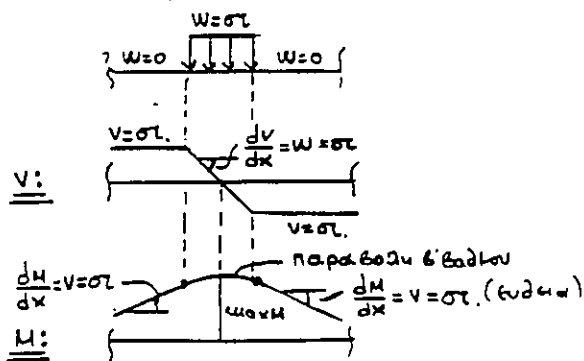 W=στ
W=0
W=0
V=στ.
dV/dx = W = στ
V:
V=στ.
παραβολή β' βαθμού
dM/dx = V = στ
maxM
dM/dx = V = στ. (ευθεία)
M: